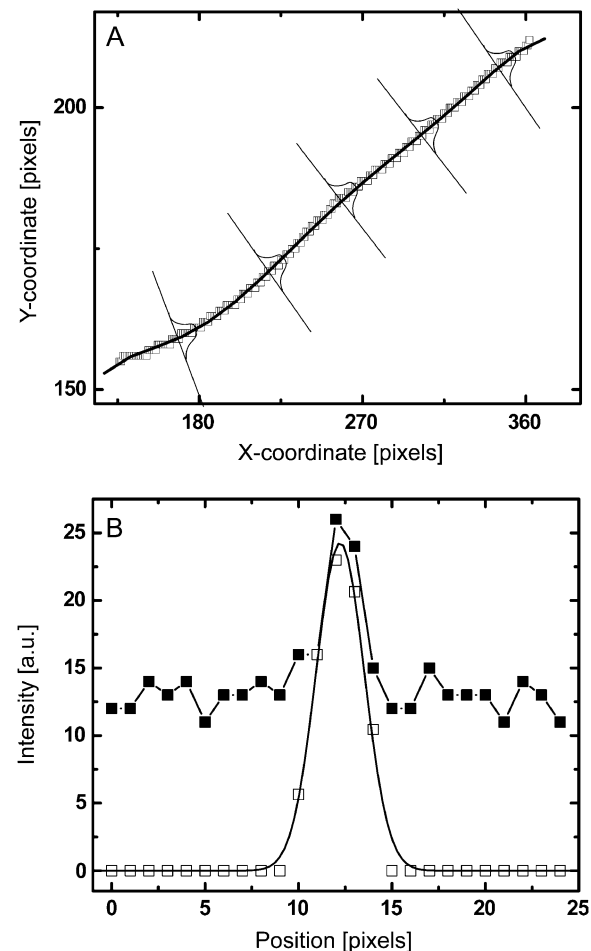 A
200
150
Y-coordinate [pixels]
180 270 360
X-coordinate [pixels]
B
25
20
15
10
5
0
Intensity [a.u.]
0 5 10 15 20 25
Position [pixels]